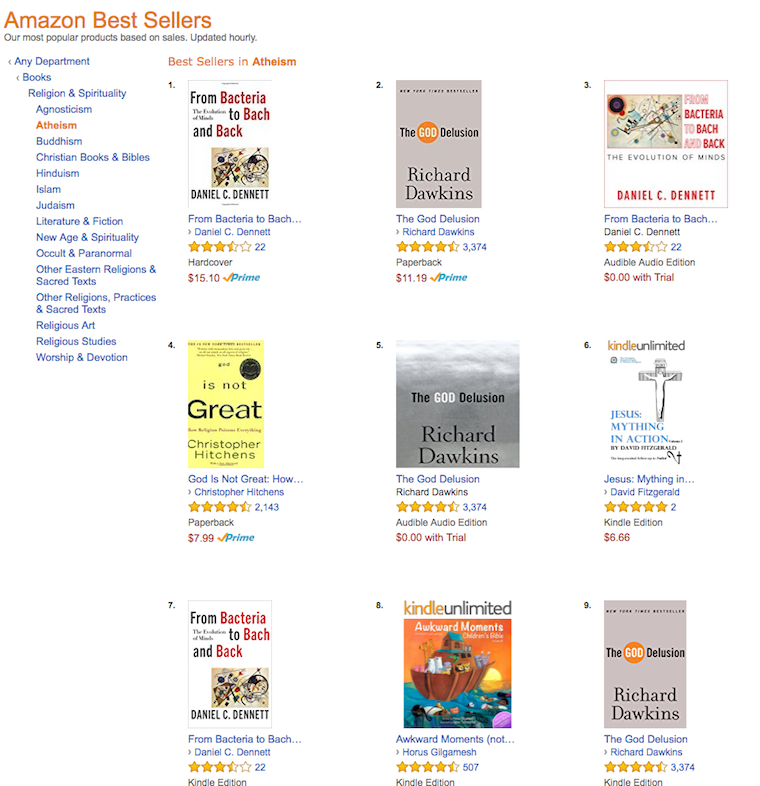 Amazon Best Sellers
Our most popular products based on sales. Updated hourly.
‹ Any Department
‹ Books
Religion & Spirituality
Agnosticism
Atheism
Buddhism
Christian Books & Bibles
Hinduism
Islam
Judaism
Literature & Fiction
New Age & Spirituality
Occult & Paranormal
Other Eastern Religions &
Sacred Texts
Other Religions, Practices
& Sacred Texts
Religious Art
Religious Studies
Worship & Devotion
Best Sellers in Atheism
1.
From Bacteria
The Evolution
of Minds
to Bach
and Back
DANIEL C. DENNETT
From Bacteria to Bach...
› Daniel C. Dennett
22
Hardcover
$15.10 Prime
2.
NEW YORK TIMES BESTSELLER
The GOD Delusion
Richard
Dawkins
The God Delusion
› Richard Dawkins
3,374
Paperback
$11.19 Prime
3.
FROM
BACTERIA
TO BACH
AND BACK
THE EVOLUTION OF MINDS
DANIEL C. DENNETT
From Bacteria to Bach...
Daniel C. Dennett
22
Audible Audio Edition
$0.00 with Trial
4.
THE #1 NEW YORK TIMES BESTSELLER
god
is not
Great
How Religion Poisons Everything
Christopher
Hitchens
God Is Not Great: How...
› Christopher Hitchens
2,143
Paperback
$7.99 Prime
5.
The GOD Delusion
Richard
Dawkins
The God Delusion
Richard Dawkins
3,374
Audible Audio Edition
$0.00 with Trial
6.
kindleunlimited
JESUS:
MYTHING
IN ACTION
BY DAVID FITZGERALD
Jesus: Mything in...
› David Fitzgerald
2
Kindle Edition
$6.66
7.
From Bacteria
The Evolution
of Minds
to Bach
and Back
DANIEL C. DENNETT
From Bacteria to Bach...
› Daniel C. Dennett
22
Kindle Edition
8.
kindleunlimited
Awkward Moments
Children's Bible
Awkward Moments (not...
› Horus Gilgamesh
507
Kindle Edition
9.
NEW YORK TIMES BESTSELLER
The GOD Delusion
Richard
Dawkins
The God Delusion
› Richard Dawkins
3,374
Kindle Edition